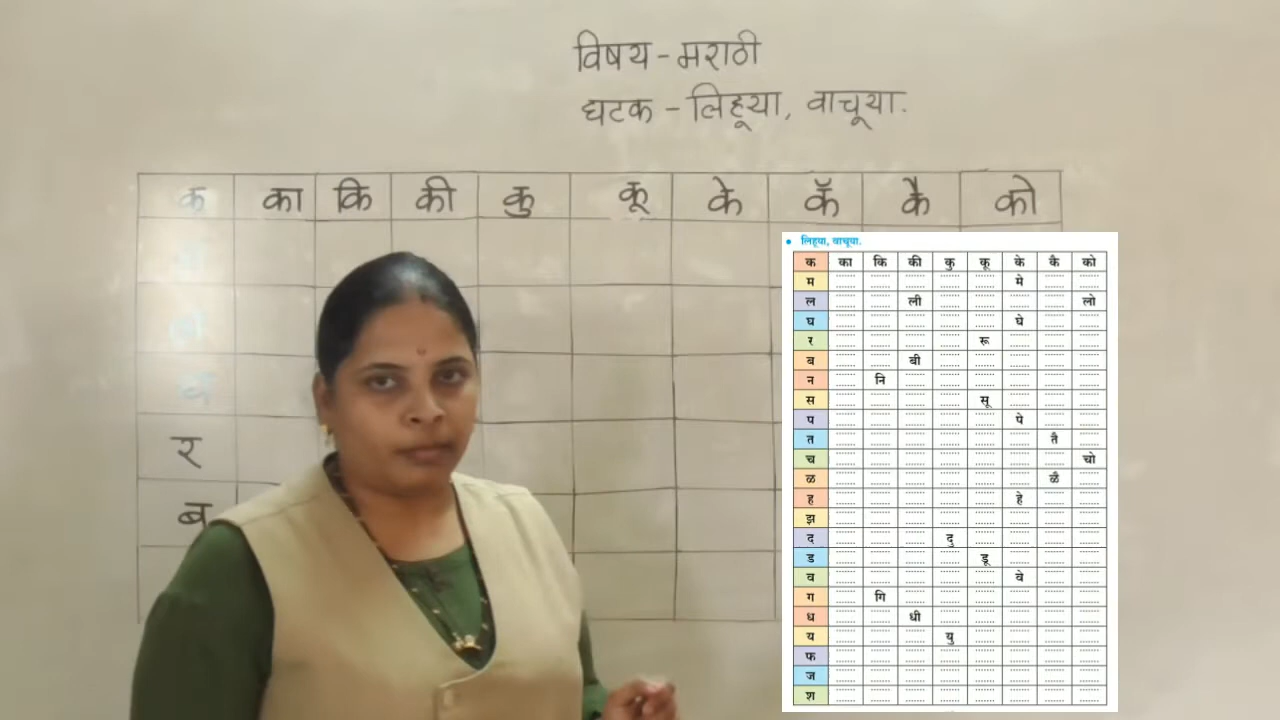 विषय - मराठी
घटक - लिहूया, वाचूया.
क का कि की कु कू के कॅ कै को
र
ब
• लिहूया, वाचूया.
क का कि की कु कू के कै को
म ........ ........ ........ ........ ........ मे ........ ........
ल ........ ........ ली ........ ........ ........ ........ लो
घ ........ ........ ........ ........ ........ घे ........ ........
र ........ ........ ........ ........ रू ........ ........ ........
ब ........ ........ बी ........ ........ ........ ........ ........
न ........ नि ........ ........ ........ ........ ........ ........
स ........ ........ ........ ........ सू ........ ........ ........
प ........ ........ ........ ........ ........ पे ........ ........
त ........ ........ ........ ........ ........ ........ तै ........
च ........ ........ ........ ........ ........ ........ ........ चो
ळ ........ ........ ........ ........ ........ ........ ळै ........
ह ........ ........ ........ ........ ........ हे ........ ........
झ ........ ........ ........ ........ ........ ........ ........ ........
द ........ ........ ........ दु ........ ........ ........ ........
ड ........ ........ ........ ........ डू ........ ........ ........
व ........ ........ ........ ........ ........ वे ........ ........
ग ........ गि ........ ........ ........ ........ ........ ........
ध ........ ........ धी ........ ........ ........ ........ ........
य ........ ........ ........ यु ........ ........ ........ ........
फ ........ ........ ........ ........ ........ ........ ........ ........
ज ........ ........ ........ ........ ........ ........ ........ ........
श ........ ........ ........ ........ ........ ........ ........ ........